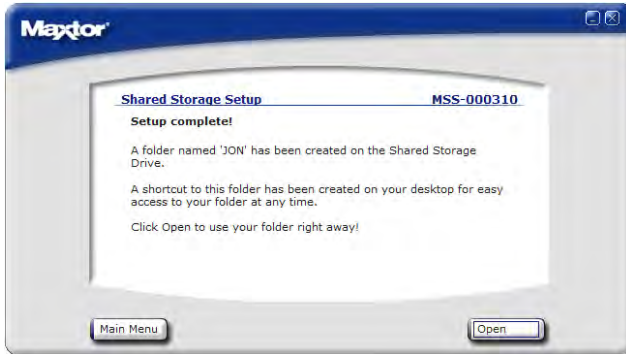 Maxtor
Shared Storage Setup MSS-000310
Setup complete!
A folder named 'JON' has been created on the Shared Storage
Drive.
A shortcut to this folder has been created on your desktop for easy
access to your folder at any time.
Click Open to use your folder right away!
Main Menu Open